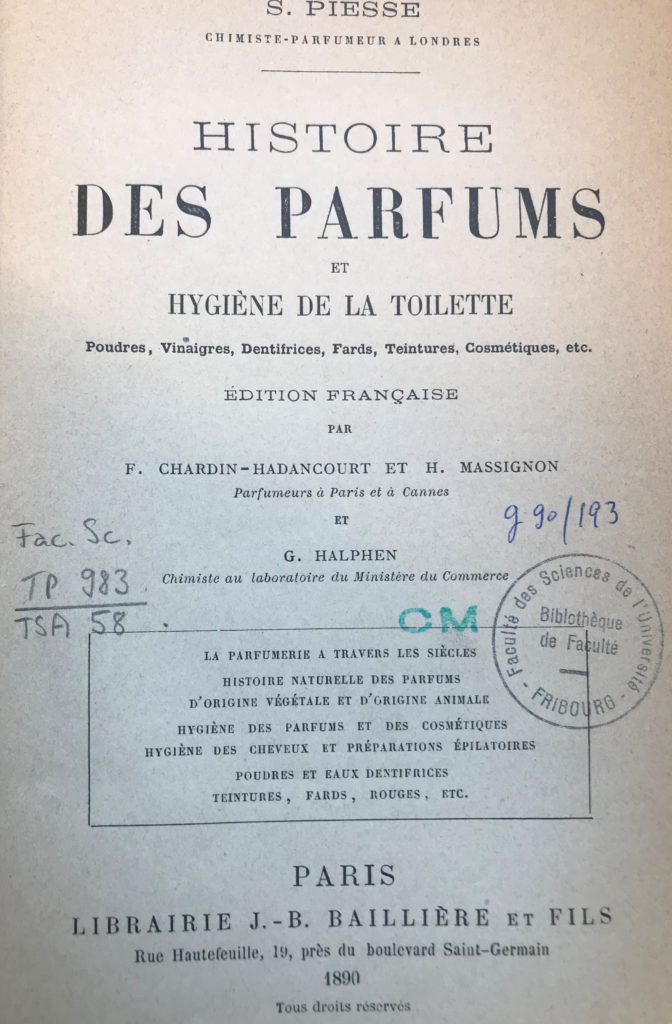 S. PIESSE
CHIMISTE-PARFUMEUR A LONDRES
HISTOIRE
DES PARFUMS
ET
HYGIÈNE DE LA TOILETTE
Poudres, Vinaigres, Dentifrices, Fards, Teintures, Cosmétiques, etc.
ÉDITION FRANÇAISE
PAR
F. CHARDIN-HADANCOURT ET H. MASSIGNON
Parfumeurs à Paris et à Cannes
ET
G. HALPHEN
Chimiste au laboratoire du Ministère du Commerce
g 90/193
Fac. Sc.
TP 983
TSA 58
CM
Faculté des Sciences de l'Université
Bibliothèque
de Faculté
- FRIBOURG -
LA PARFUMERIE A TRAVERS LES SIÈCLES
HISTOIRE NATURELLE DES PARFUMS
D'ORIGINE VÉGÉTALE ET D'ORIGINE ANIMALE
HYGIÈNE DES PARFUMS ET DES COSMÉTIQUES
HYGIÈNE DES CHEVEUX ET PRÉPARATIONS ÉPILATOIRES
POUDRES ET EAUX DENTIFRICES
TEINTURES, FARDS, ROUGES, ETC.
PARIS
LIBRAIRIE J.-B. BAILLIÈRE ET FILS
Rue Hautefeuille, 19, près du boulevard Saint-Germain
1890
Tous droits réservés